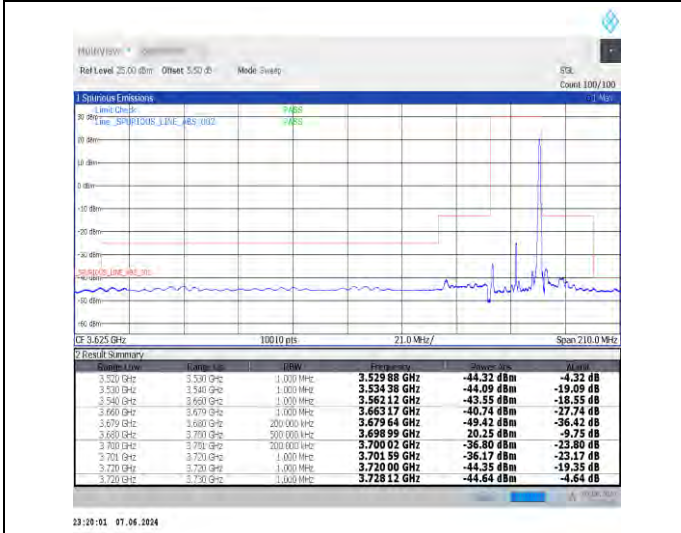 MultiView
Ref Level 25.00 dBm Offset 5.50 dB Mode Sweep SGL
Count 100/100
1 Spurious Emissions
Limit Check PASS
Line _SPURIOUS_LINE_ABS_002 PASS
30 dBm
20 dBm
10 dBm
0 dBm
-10 dBm
-20 dBm
-30 dBm
-50 dBm
-60 dBm
CF 3.625 GHz 10010 pts 21.0 MHz/ Span 210.0 MHz
2 Result Summary
Range Low Range Up RBW Frequency Power Abs ΔLimit
3.520 GHz 3.530 GHz 1.000 MHz 3.529 88 GHz -44.32 dBm -4.32 dB
3.530 GHz 3.540 GHz 1.000 MHz 3.534 38 GHz -44.09 dBm -19.09 dB
3.540 GHz 3.660 GHz 1.000 MHz 3.562 12 GHz -43.55 dBm -18.55 dB
3.660 GHz 3.679 GHz 1.000 MHz 3.663 17 GHz -40.74 dBm -27.74 dB
3.679 GHz 3.680 GHz 200.000 kHz 3.679 64 GHz -49.42 dBm -36.42 dB
3.680 GHz 3.700 GHz 500.000 kHz 3.698 99 GHz 20.25 dBm -9.75 dB
3.700 GHz 3.701 GHz 200.000 kHz 3.700 02 GHz -36.80 dBm -23.80 dB
3.701 GHz 3.720 GHz 1.000 MHz 3.701 59 GHz -36.17 dBm -23.17 dB
3.720 GHz 3.720 GHz 1.000 MHz 3.720 00 GHz -44.35 dBm -19.35 dB
3.720 GHz 3.730 GHz 1.000 MHz 3.728 12 GHz -44.64 dBm -4.64 dB
23:20:01 07.06.2024